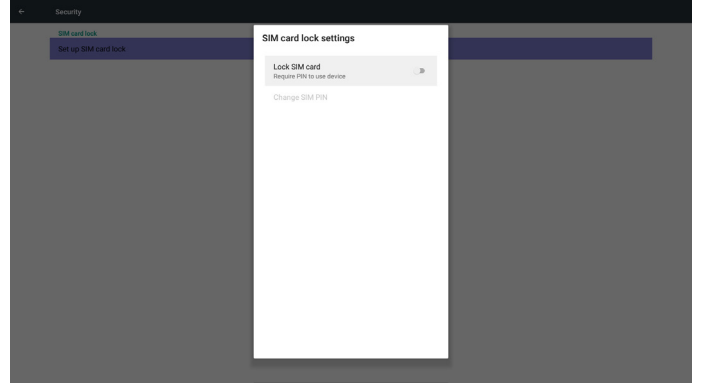 Security
SIM card lock
Set up SIM card lock
SIM card lock settings
Lock SIM card
Require PIN to use device
Change SIM PIN